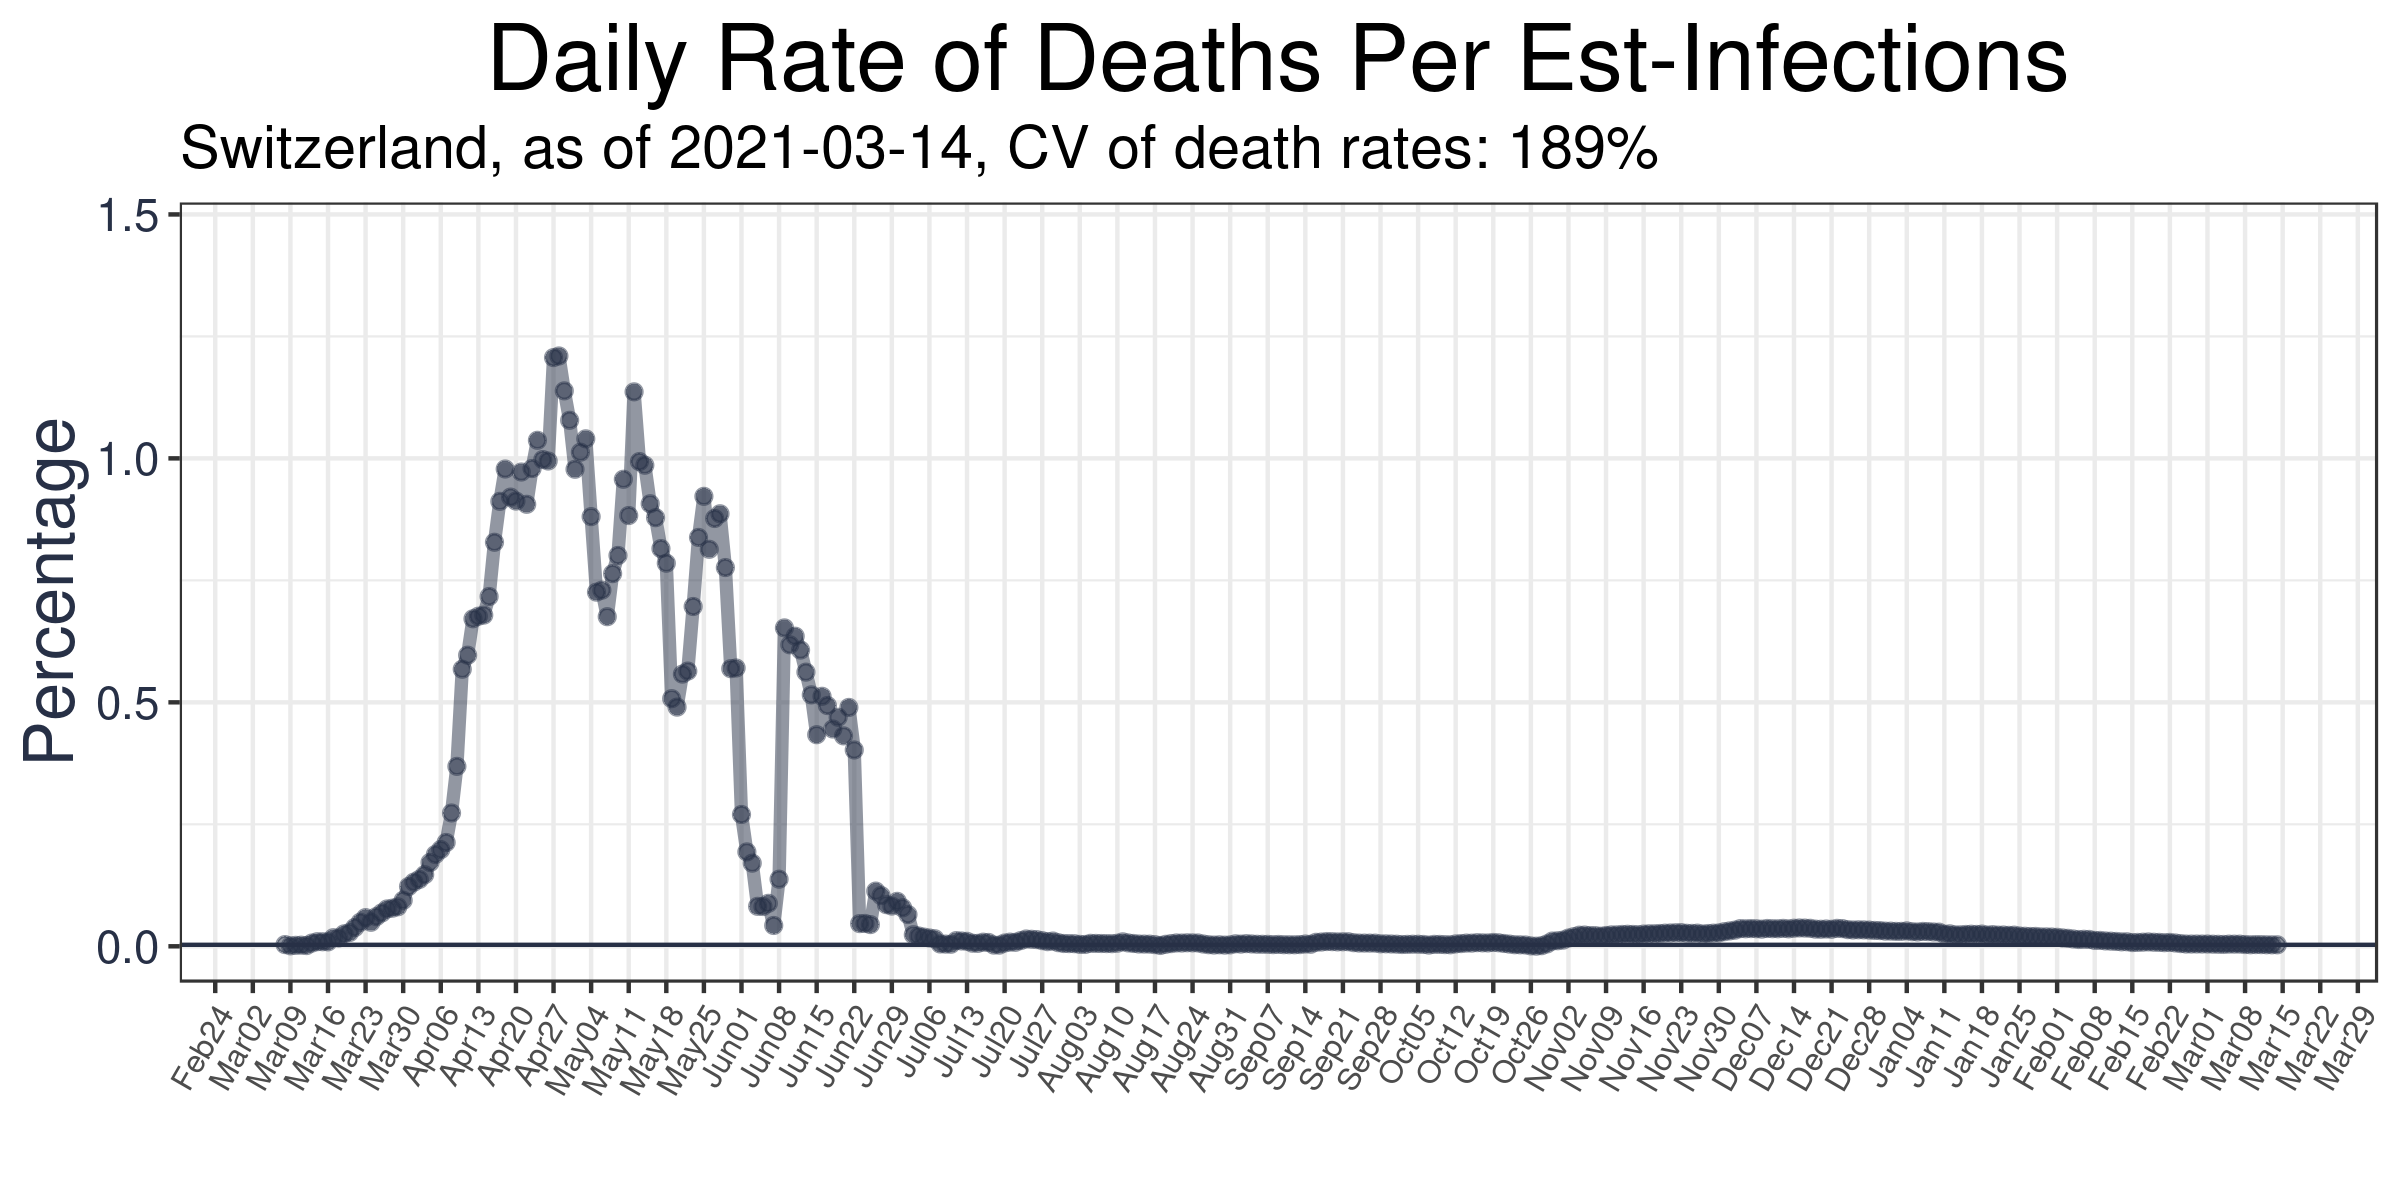 Daily Rate of Deaths Per Est-Infections
Switzerland, as of 2021-03-14, CV of death rates: 189%
Percentage
1.5
1.0
0.5
0.0
Feb24
Mar02
Mar09
Mar16
Mar23
Mar30
Apr06
Apr13
Apr20
Apr27
May04
May11
May18
May25
Jun01
Jun08
Jun15
Jun22
Jun29
Jul06
Jul13
Jul20
Jul27
Aug03
Aug10
Aug17
Aug24
Aug31
Sep07
Sep14
Sep21
Sep28
Oct05
Oct12
Oct19
Oct26
Nov02
Nov09
Nov16
Nov23
Nov30
Dec07
Dec14
Dec21
Dec28
Jan04
Jan11
Jan18
Jan25
Feb01
Feb08
Feb15
Feb22
Mar01
Mar08
Mar15
Mar22
Mar29